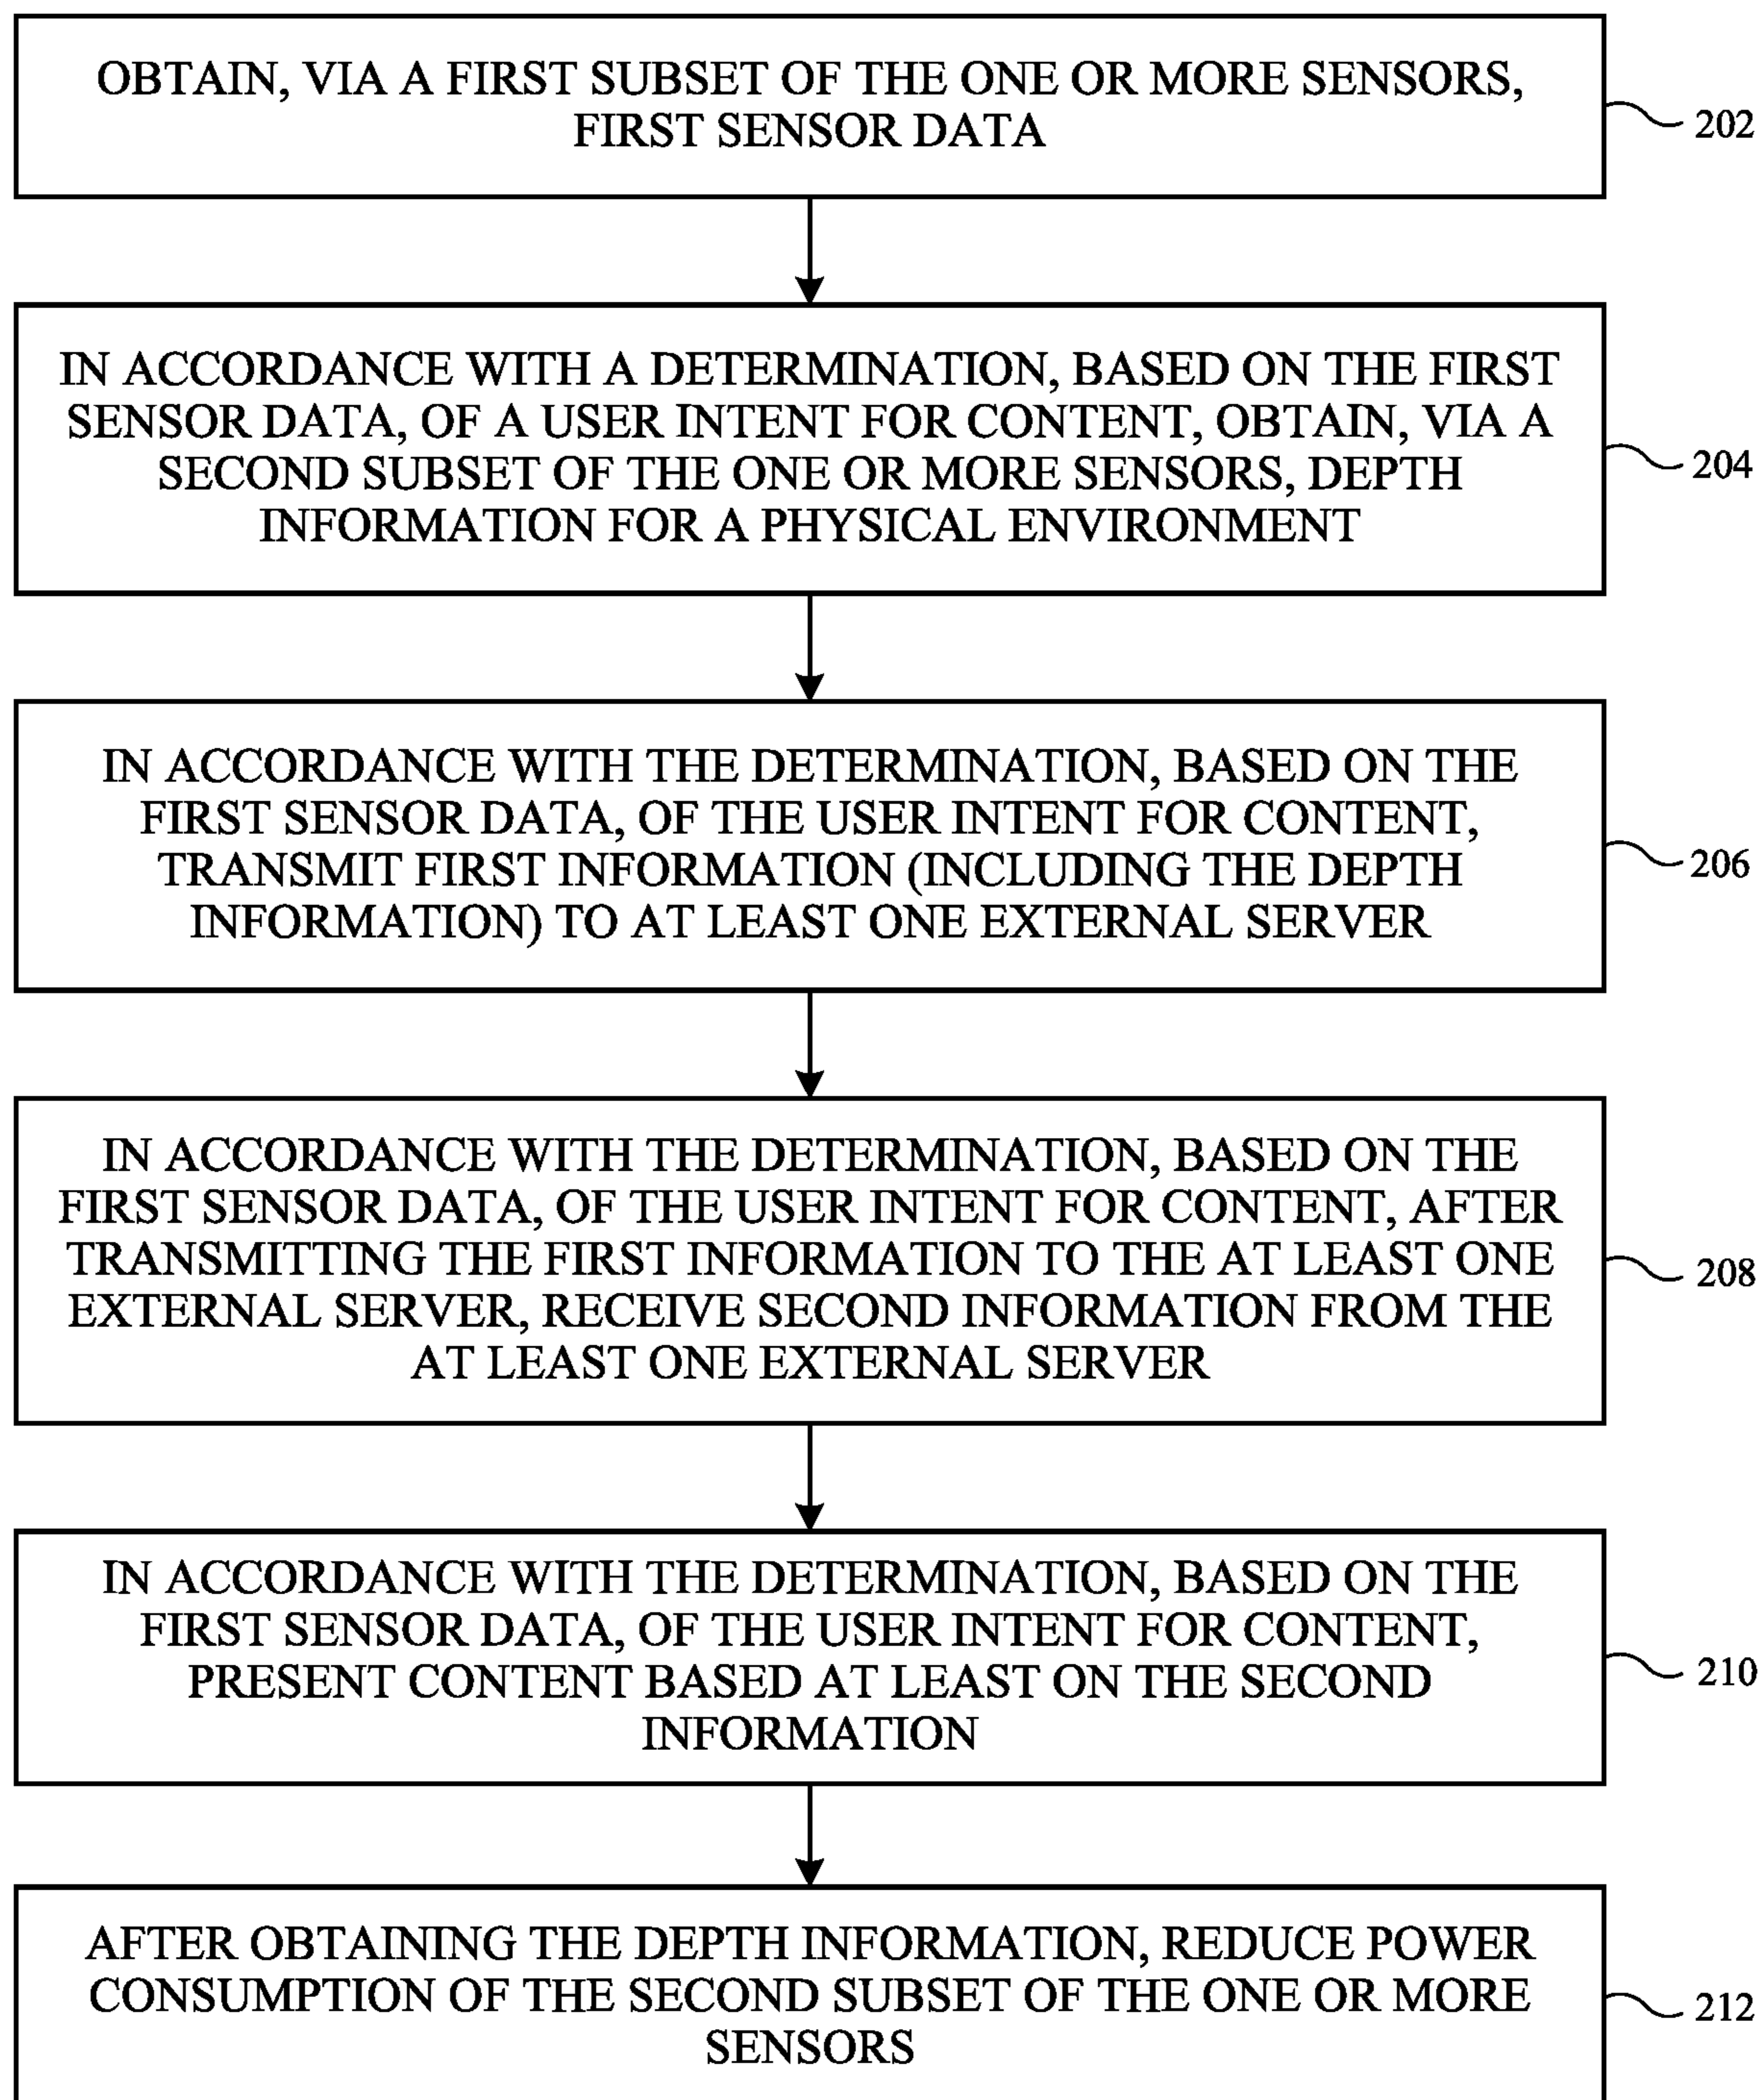 OBTAIN, VIA A FIRST SUBSET OF THE ONE OR MORE SENSORS,
FIRST SENSOR DATA
202
IN ACCORDANCE WITH A DETERMINATION, BASED ON THE FIRST
SENSOR DATA, OF A USER INTENT FOR CONTENT, OBTAIN, VIA A
SECOND SUBSET OF THE ONE OR MORE SENSORS, DEPTH
INFORMATION FOR A PHYSICAL ENVIRONMENT
204
IN ACCORDANCE WITH THE DETERMINATION, BASED ON THE
FIRST SENSOR DATA, OF THE USER INTENT FOR CONTENT,
TRANSMIT FIRST INFORMATION (INCLUDING THE DEPTH
INFORMATION) TO AT LEAST ONE EXTERNAL SERVER
206
IN ACCORDANCE WITH THE DETERMINATION, BASED ON THE
FIRST SENSOR DATA, OF THE USER INTENT FOR CONTENT, AFTER
TRANSMITTING THE FIRST INFORMATION TO THE AT LEAST ONE
EXTERNAL SERVER, RECEIVE SECOND INFORMATION FROM THE
AT LEAST ONE EXTERNAL SERVER
208
IN ACCORDANCE WITH THE DETERMINATION, BASED ON THE
FIRST SENSOR DATA, OF THE USER INTENT FOR CONTENT,
PRESENT CONTENT BASED AT LEAST ON THE SECOND
INFORMATION
210
AFTER OBTAINING THE DEPTH INFORMATION, REDUCE POWER
CONSUMPTION OF THE SECOND SUBSET OF THE ONE OR MORE
SENSORS
212